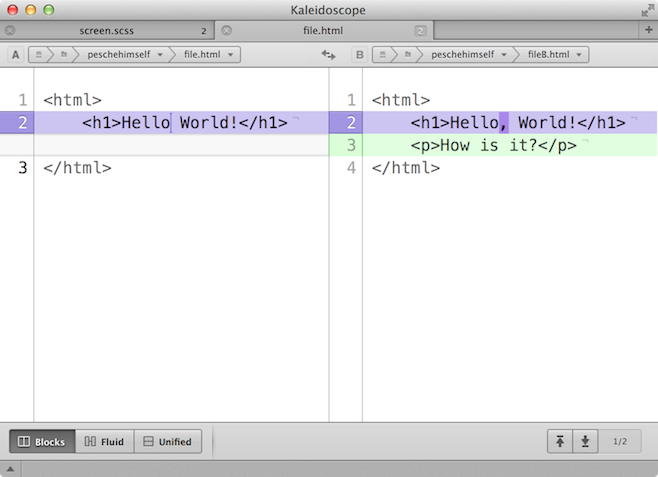 Kaleidoscope
screen.scss 2 file.html 2 +
A peschehimself file.html B peschehimself fileB.html
1 <html>
2 <h1>Hello World!</h1>
3 </html>
1 <html>
2 <h1>Hello, World!</h1>
3 <p>How is it?</p>
4 </html>
Blocks Fluid Unified 1/2